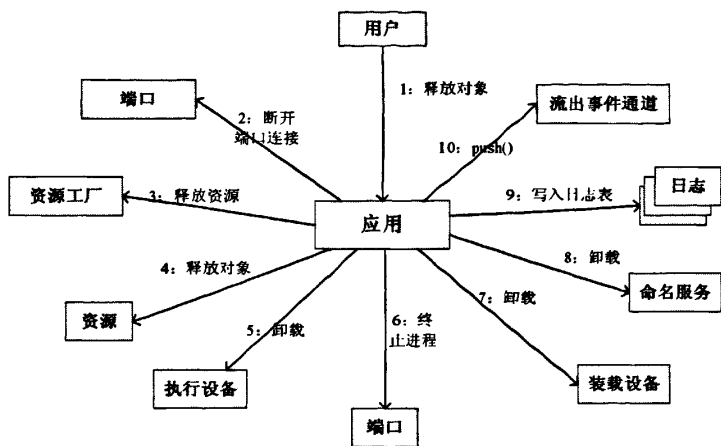 用户
端口
1：释放对象
流出事件通道
2：断开
端口连接
10：push()
资源工厂
3：释放资源
9：写入日志表
日志
应用
4：释放对象
8：卸载
资源
5：卸载
6：终
止进程
7：卸载
命名服务
执行设备
装载设备
端口